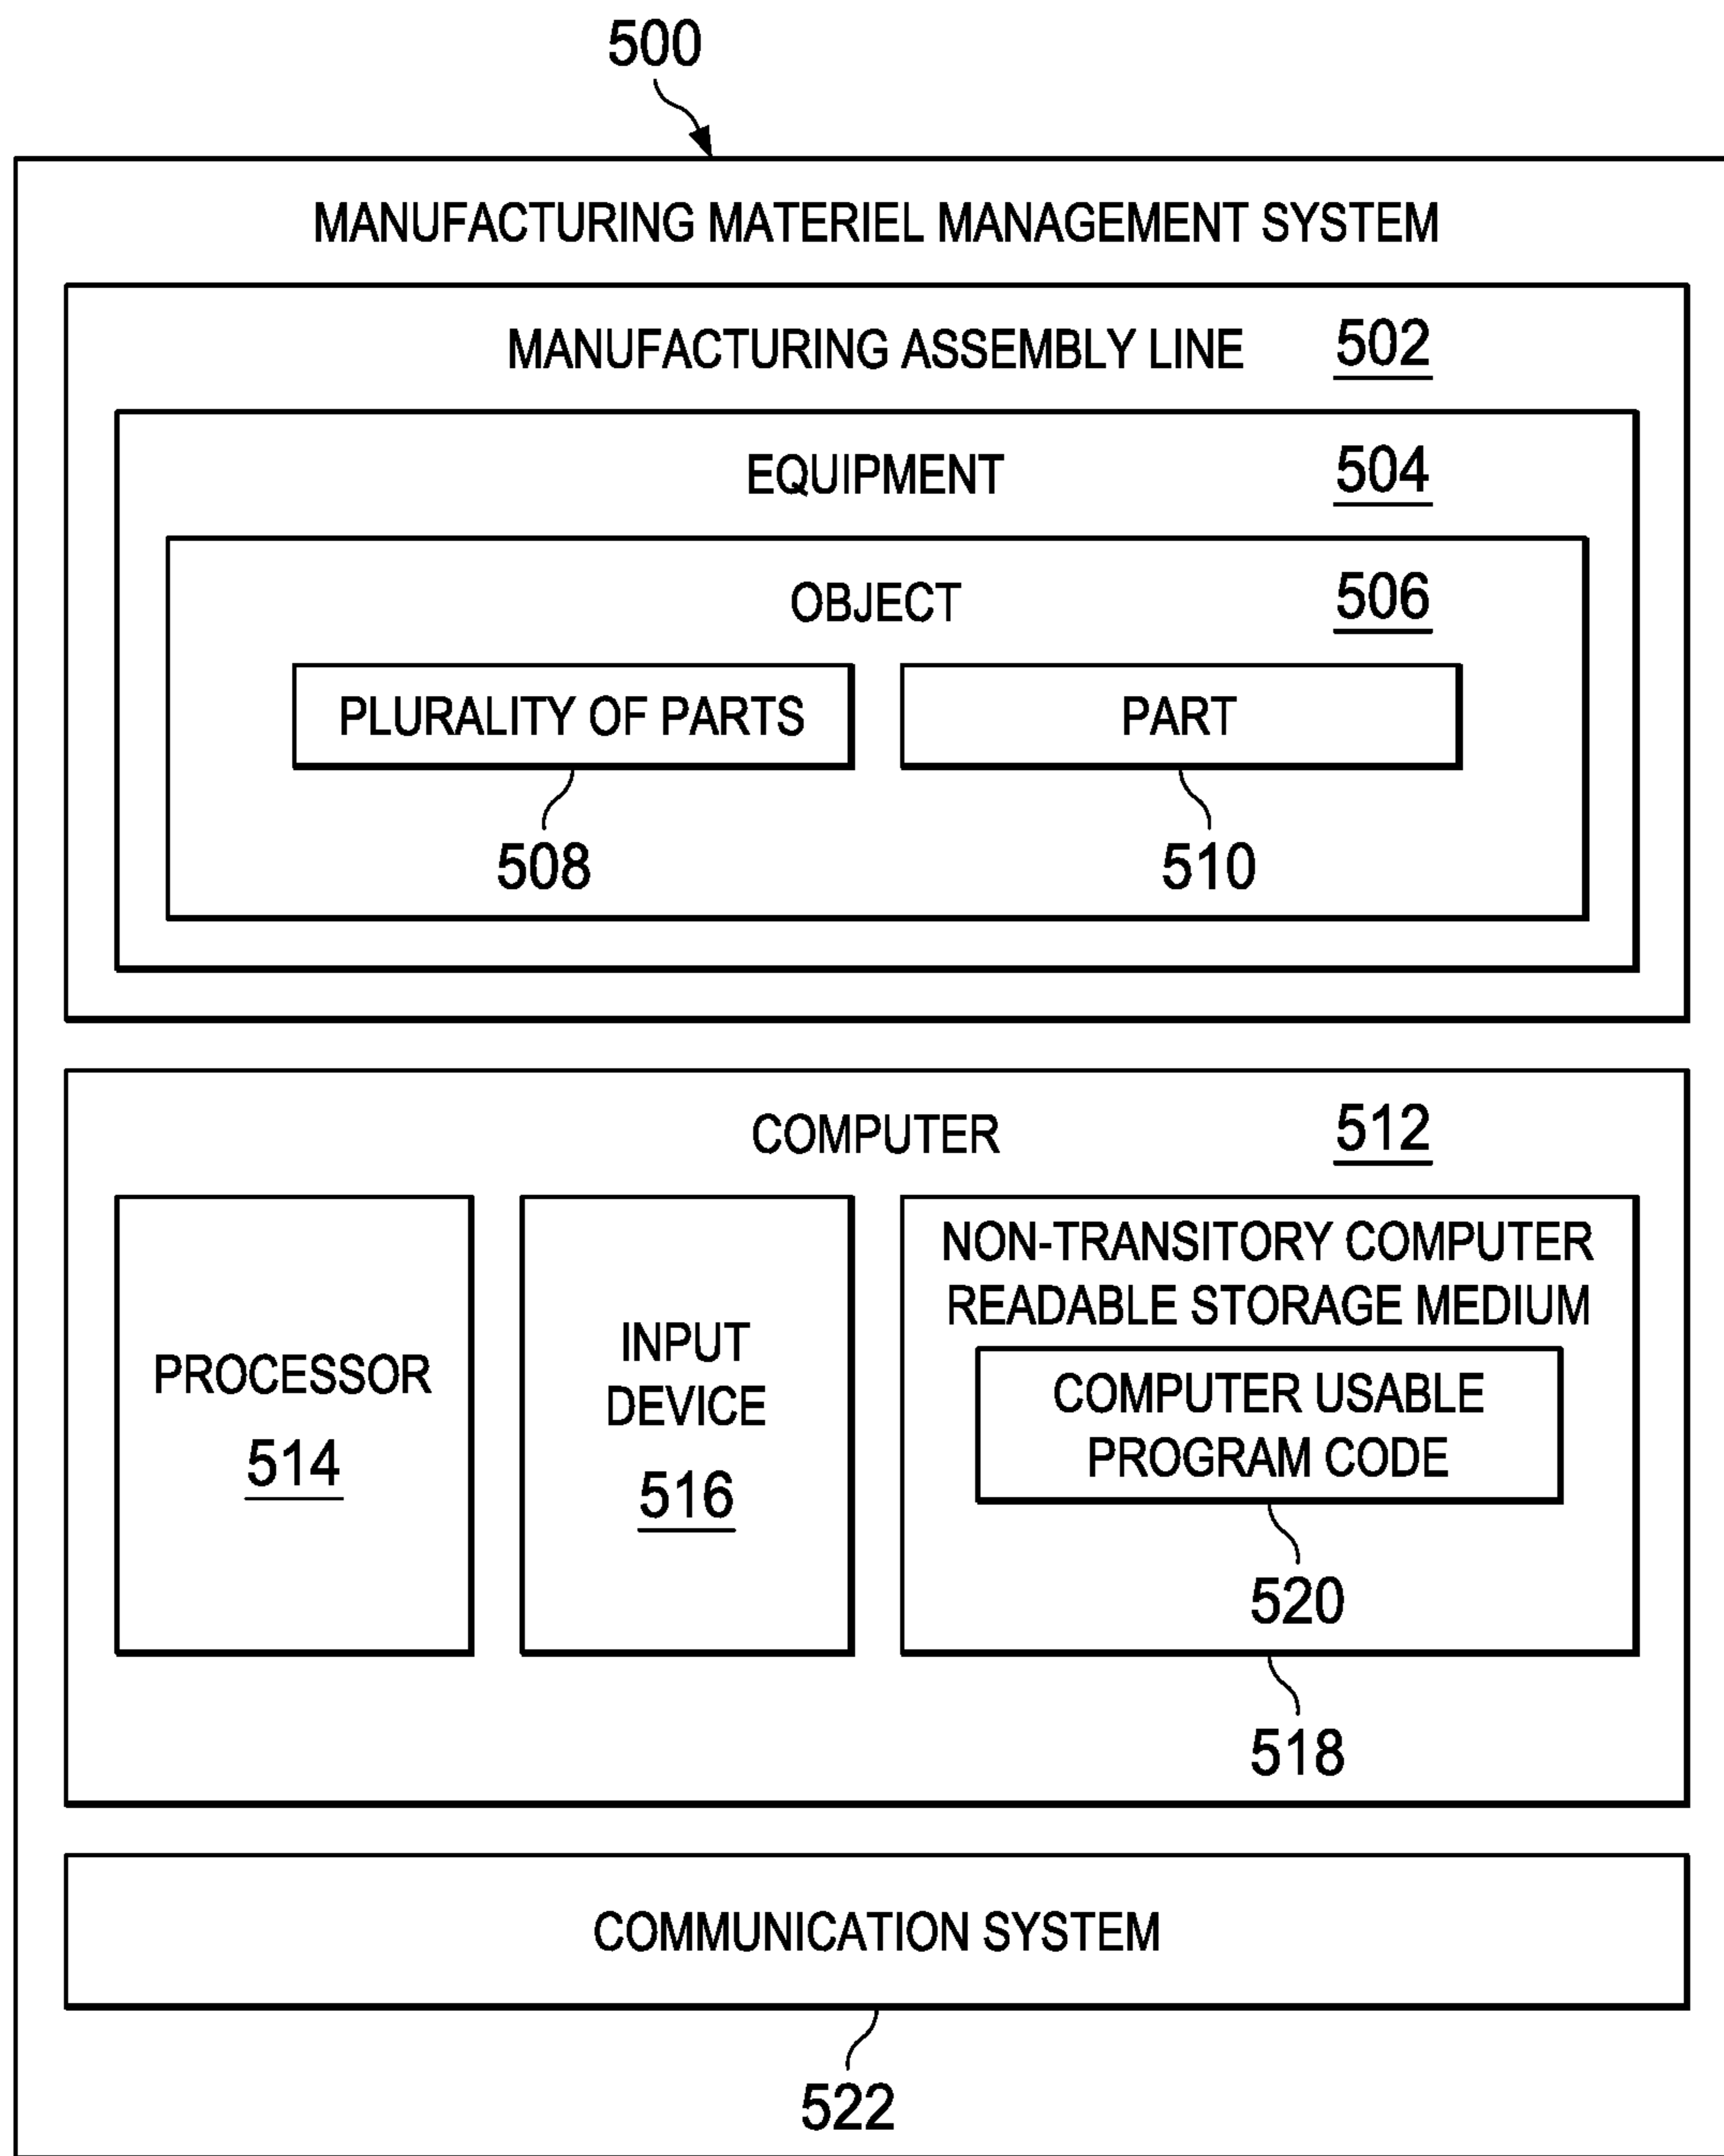 500
MANUFACTURING MATERIEL MANAGEMENT SYSTEM
MANUFACTURING ASSEMBLY LINE 502
EQUIPMENT 504
OBJECT 506
PLURALITY OF PARTS
PART
508
510
COMPUTER 512
PROCESSOR
514
INPUT
DEVICE
516
NON-TRANSITORY COMPUTER
READABLE STORAGE MEDIUM
COMPUTER USABLE
PROGRAM CODE
520
518
COMMUNICATION SYSTEM
522